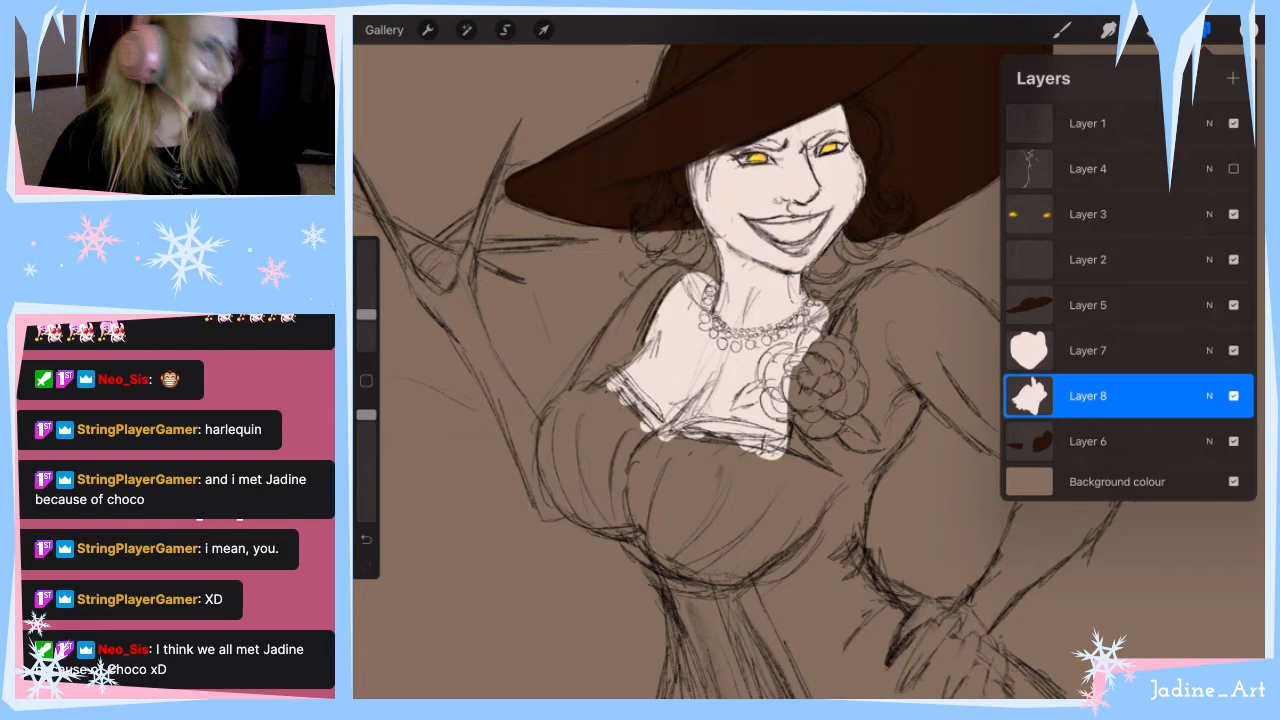 Gallery
Layers
Layer 1 N
Layer 4 N
Layer 3 N
Layer 2 N
Layer 5 N
Layer 7 N
Layer 8 N
Layer 6 N
Background colour
Neo_Sis:
StringPlayerGamer: harlequin
StringPlayerGamer: and i met Jadine
because of choco
StringPlayerGamer: i mean, you.
StringPlayerGamer: XD
Neo_Sis: I think we all met Jadine
because of Choco xD
Jadine_Art